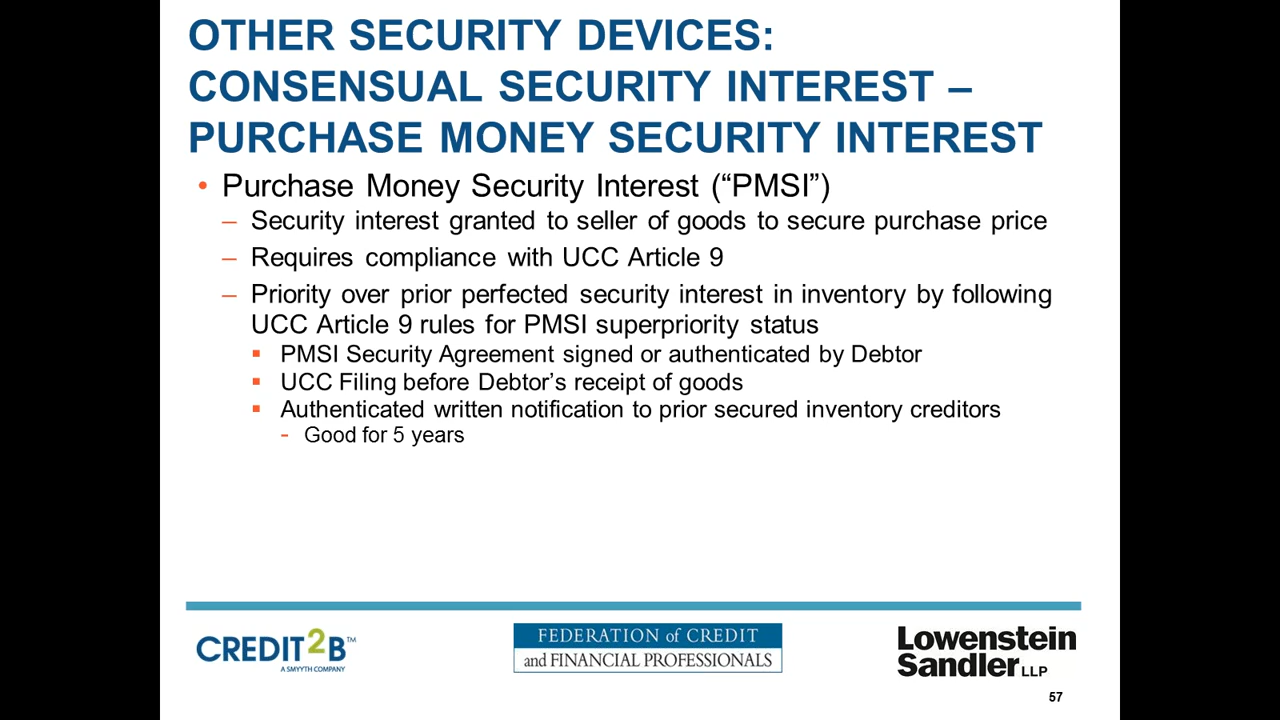 OTHER SECURITY DEVICES:
CONSENSUAL SECURITY INTEREST –
PURCHASE MONEY SECURITY INTEREST
• Purchase Money Security Interest (“PMSI”)
– Security interest granted to seller of goods to secure purchase price
– Requires compliance with UCC Article 9
– Priority over prior perfected security interest in inventory by following
UCC Article 9 rules for PMSI superpriority status
▪ PMSI Security Agreement signed or authenticated by Debtor
▪ UCC Filing before Debtor’s receipt of goods
▪ Authenticated written notification to prior secured inventory creditors
- Good for 5 years
CREDIT2B™
A SMYYTH COMPANY
FEDERATION of CREDIT
and FINANCIAL PROFESSIONALS
Lowenstein
Sandler LLP
57